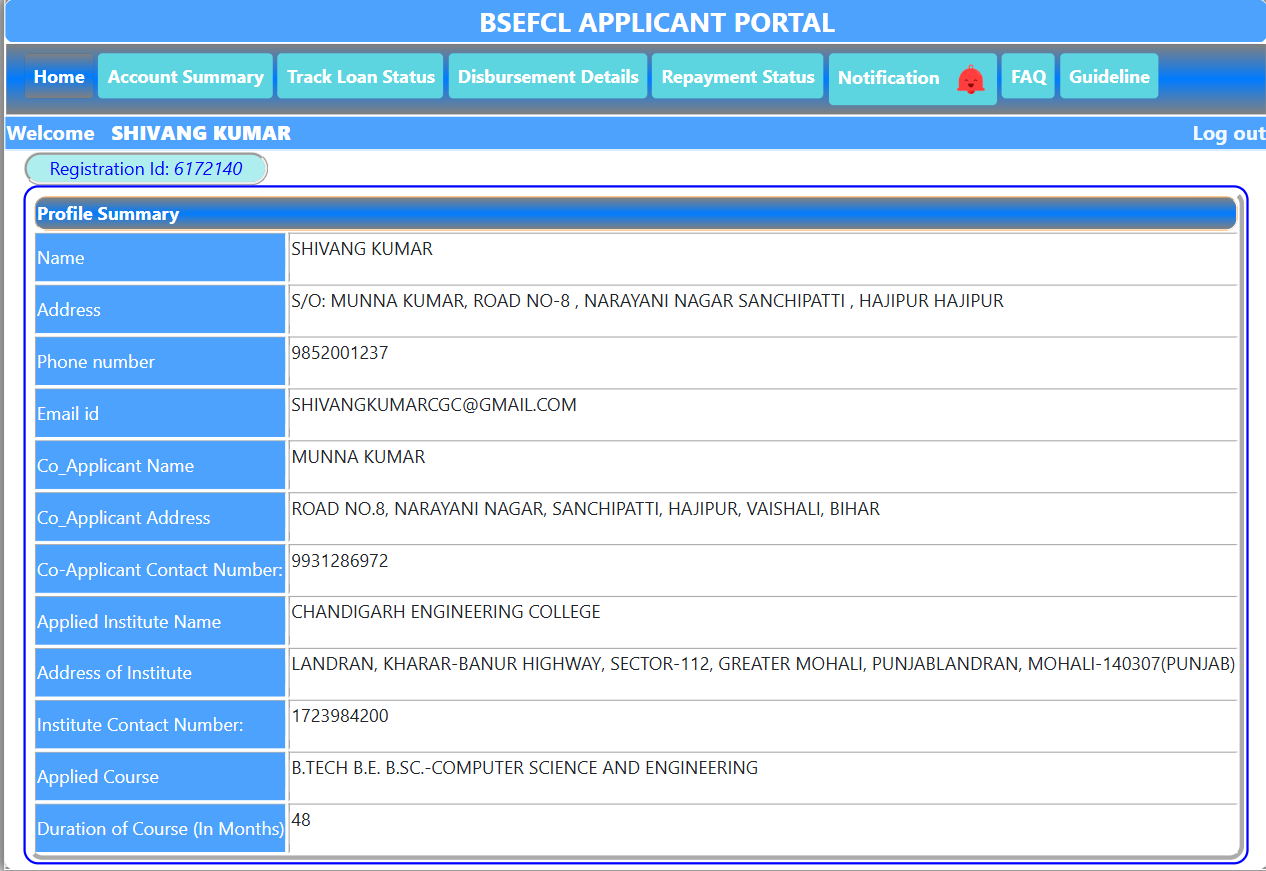 BSEFCL APPLICANT PORTAL
Home Account Summary Track Loan Status Disbursement Details Repayment Status Notification FAQ Guideline
Welcome SHIVANG KUMAR Log out
Registration Id: 6172140
Profile Summary
Name SHIVANG KUMAR
Address S/O: MUNNA KUMAR, ROAD NO-8 , NARAYANI NAGAR SANCHIPATTI , HAJIPUR HAJIPUR
Phone number 9852001237
Email id SHIVANGKUMARCGC@GMAIL.COM
Co_Applicant Name MUNNA KUMAR
Co_Applicant Address ROAD NO.8, NARAYANI NAGAR, SANCHIPATTI, HAJIPUR, VAISHALI, BIHAR
Co-Applicant Contact Number: 9931286972
Applied Institute Name CHANDIGARH ENGINEERING COLLEGE
Address of Institute LANDRAN, KHARAR-BANUR HIGHWAY, SECTOR-112, GREATER MOHALI, PUNJABLANDRAN, MOHALI-140307(PUNJAB)
Institute Contact Number: 1723984200
Applied Course B.TECH B.E. B.SC.-COMPUTER SCIENCE AND ENGINEERING
Duration of Course (In Months) 48